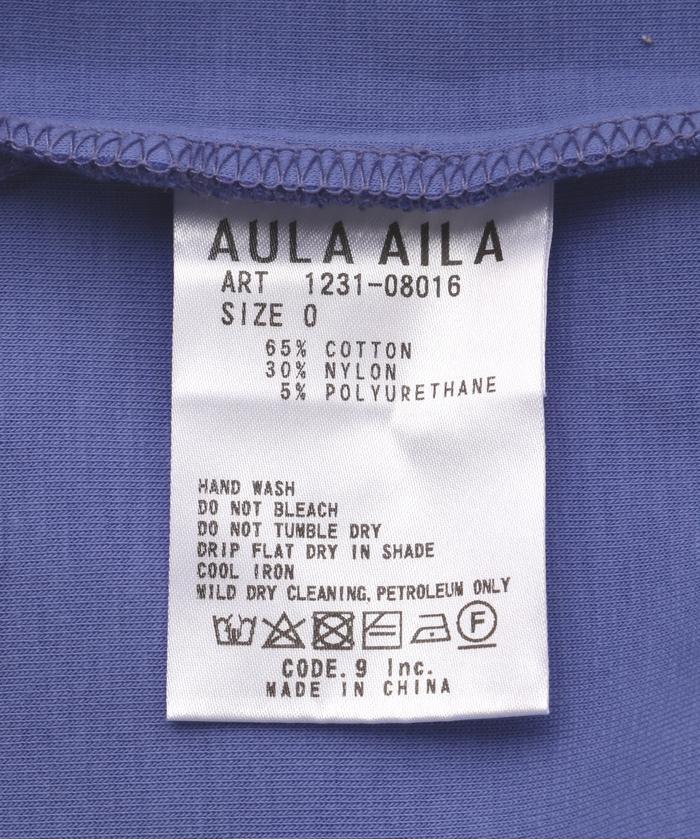 AULA AILA
ART 1231-08016
SIZE 0
65% COTTON
30% NYLON
5% POLYURETHANE
HAND WASH
DO NOT BLEACH
DO NOT TUMBLE DRY
DRIP FLAT DRY IN SHADE
COOL IRON
MILD DRY CLEANING, PETROLEUM ONLY
F
CODE.9 Inc.
MADE IN CHINA